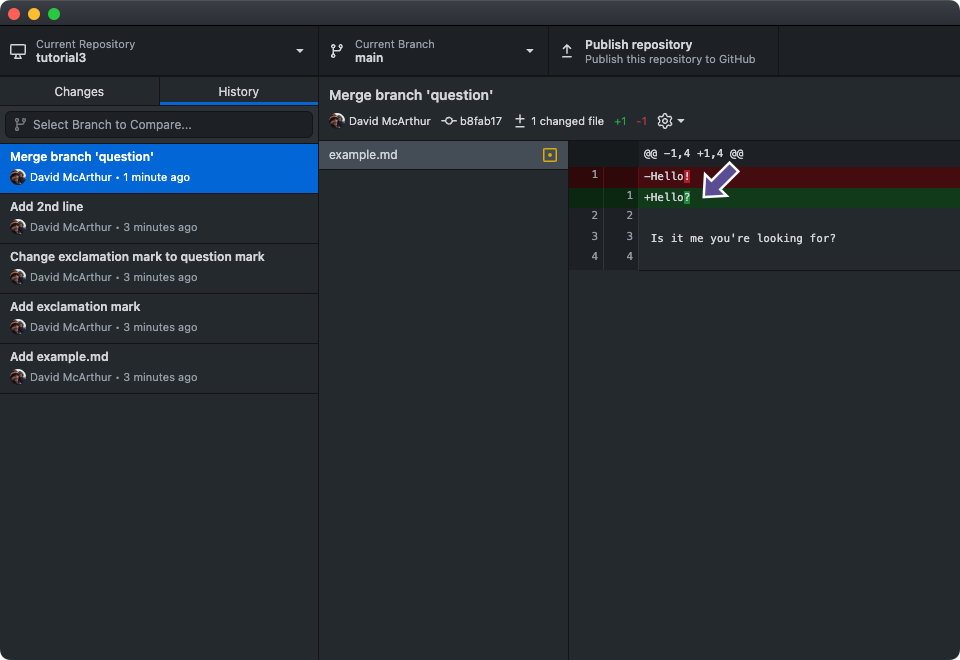 Current Repository
tutorial3
Current Branch
main
Publish repository
Publish this repository to GitHub
Changes
History
Select Branch to Compare...
Merge branch 'question'
David McArthur • 1 minute ago
Add 2nd line
David McArthur • 3 minutes ago
Change exclamation mark to question mark
David McArthur • 3 minutes ago
Add exclamation mark
David McArthur • 3 minutes ago
Add example.md
David McArthur • 3 minutes ago
Merge branch 'question'
David McArthur b8fab17 1 changed file +1 -1
example.md
@@ -1,4 +1,4 @@
1 -Hello!
1 +Hello?
2 2
3 3 Is it me you're looking for?
4 4